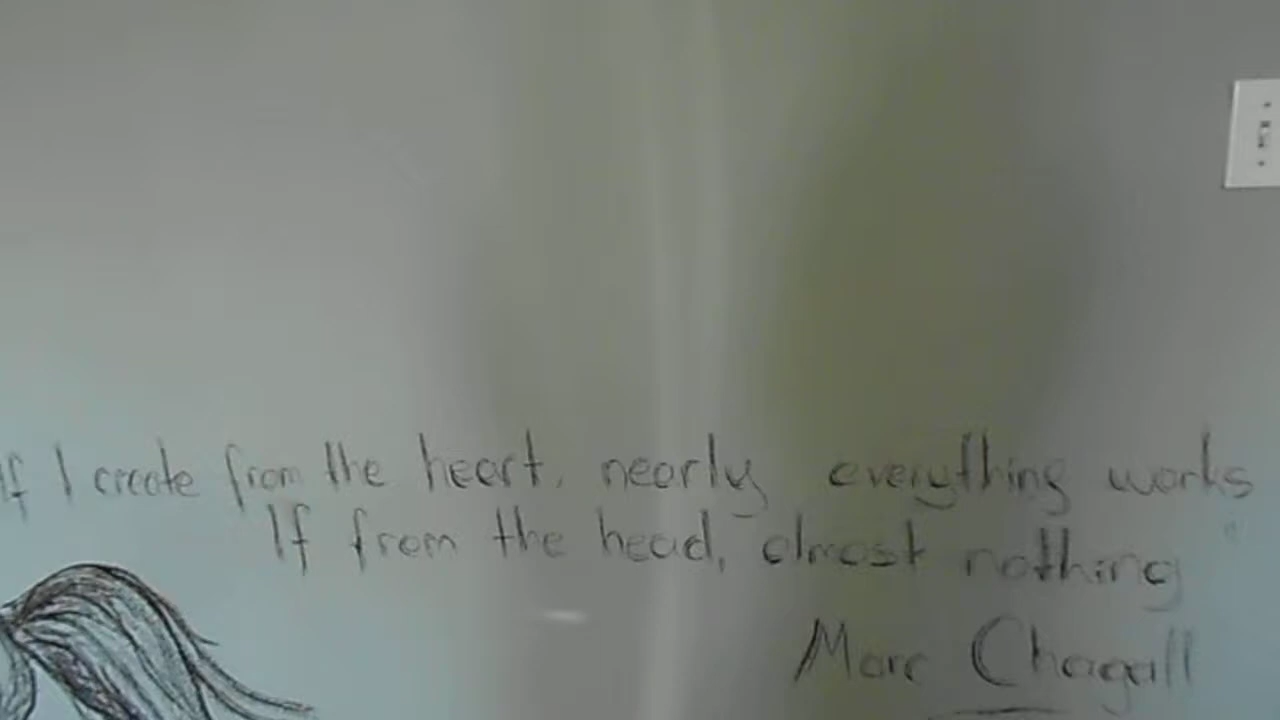 If I create from the heart, nearly everything works
If from the head, almost nothing
Marc Chagall